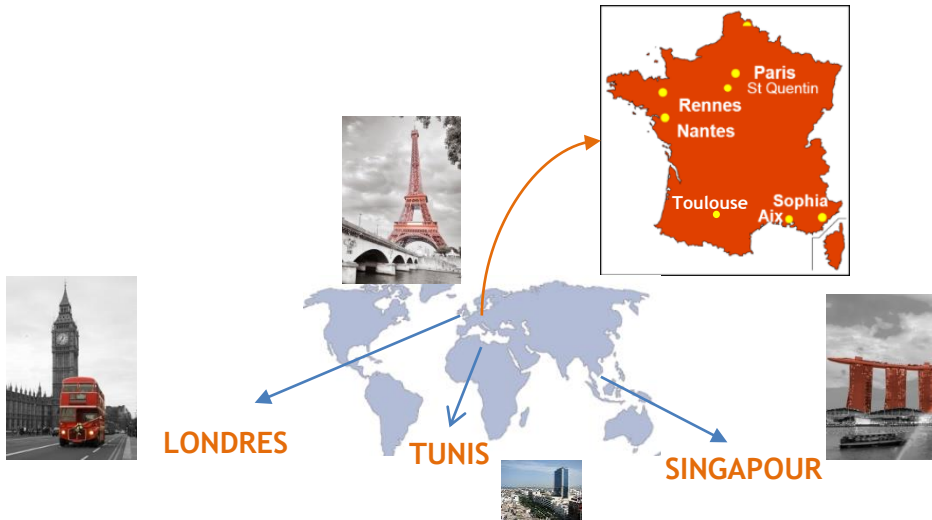 Paris
St Quentin
Rennes
Nantes
Toulouse
Sophia
Aix
LONDRES
TUNIS
SINGAPOUR